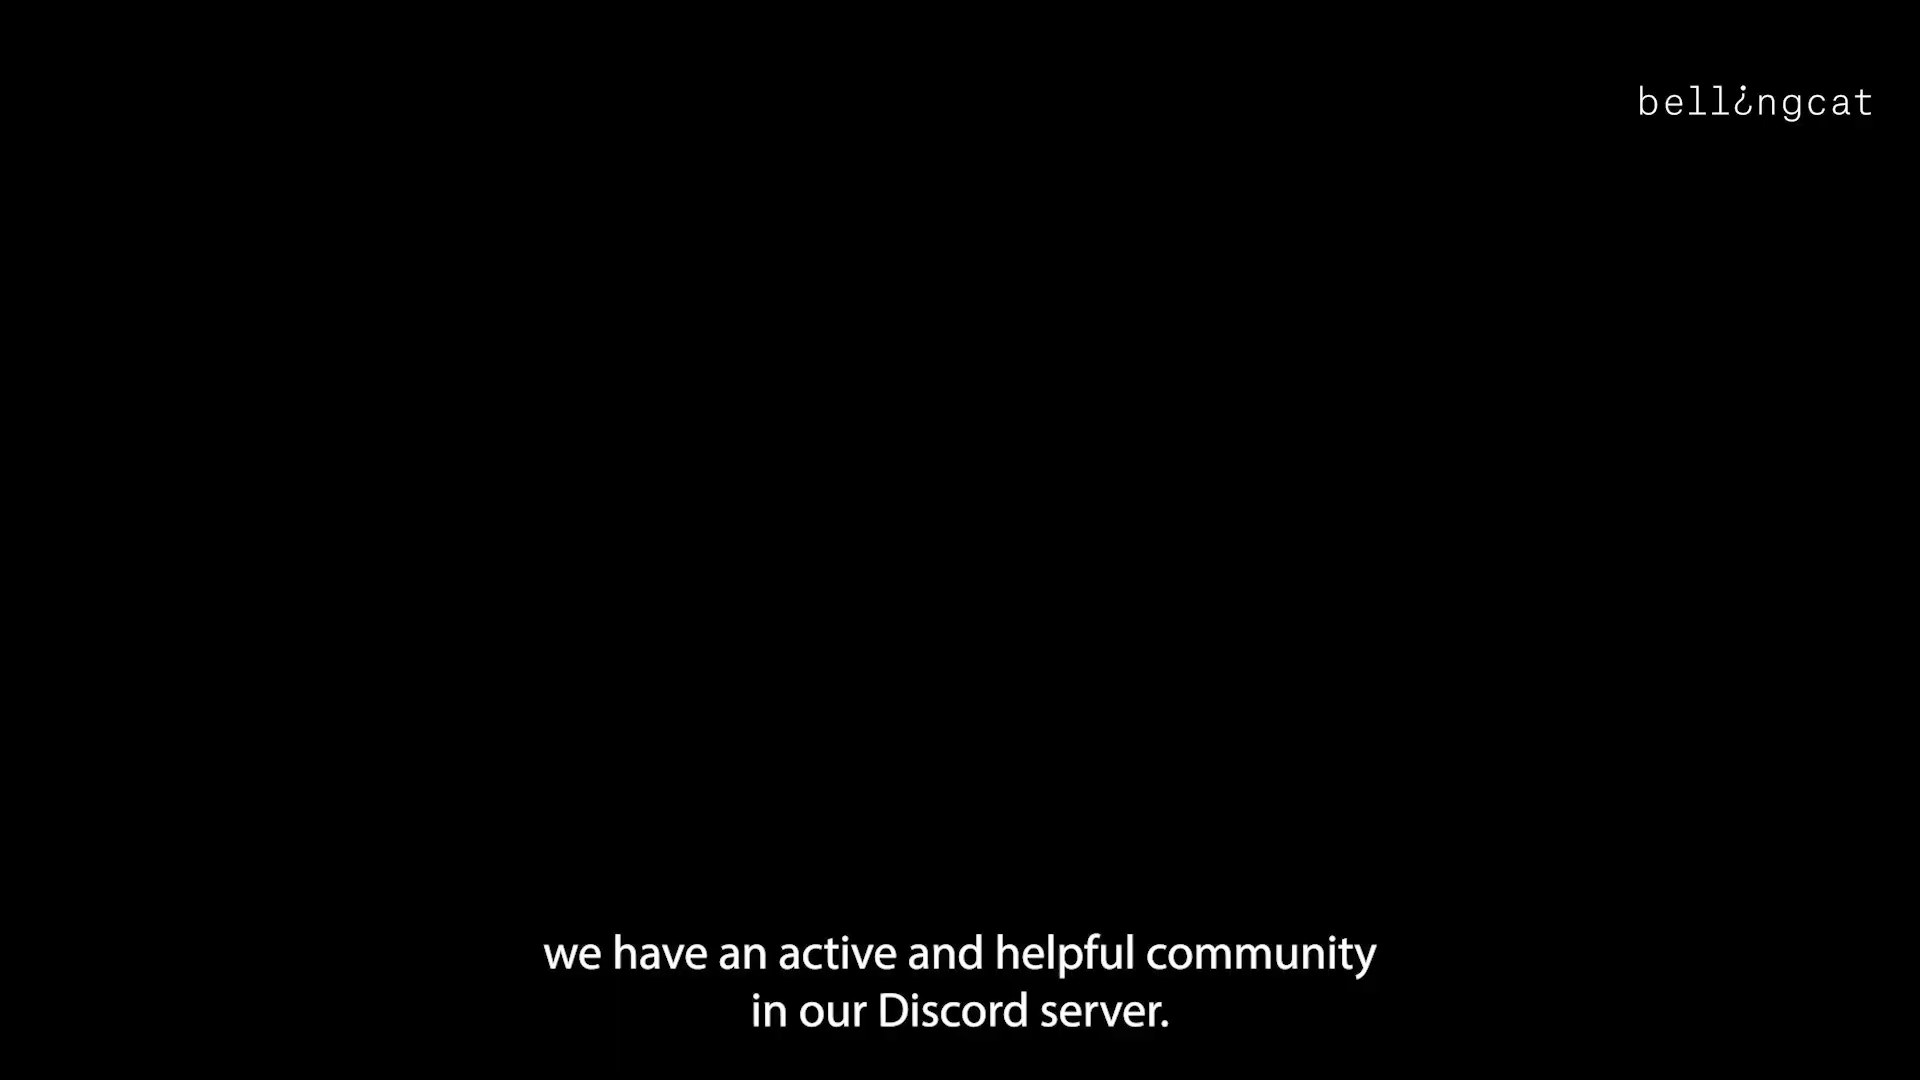 bell¿ngcat
we have an active and helpful community
in our Discord server.